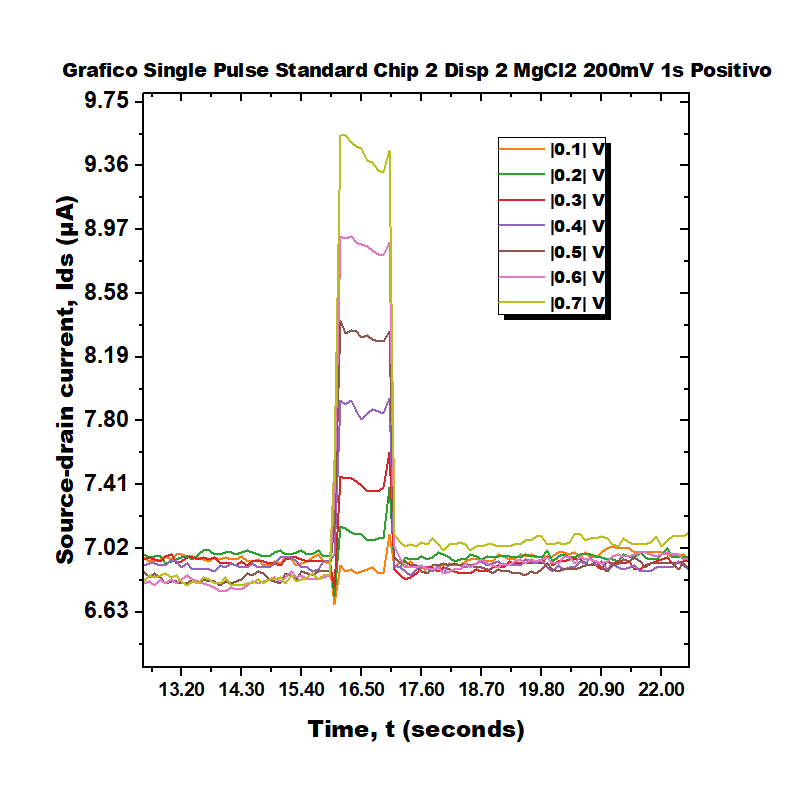 Grafico Single Pulse Standard Chip 2 Disp 2 MgCl2 200mV 1s Positivo
9.75
9.36
8.97
8.58
8.19
7.80
7.41
7.02
6.63
Source-drain current, Ids (µA)
|0.1| V
|0.2| V
|0.3| V
|0.4| V
|0.5| V
|0.6| V
|0.7| V
13.20 14.30 15.40 16.50 17.60 18.70 19.80 20.90 22.00
Time, t (seconds)